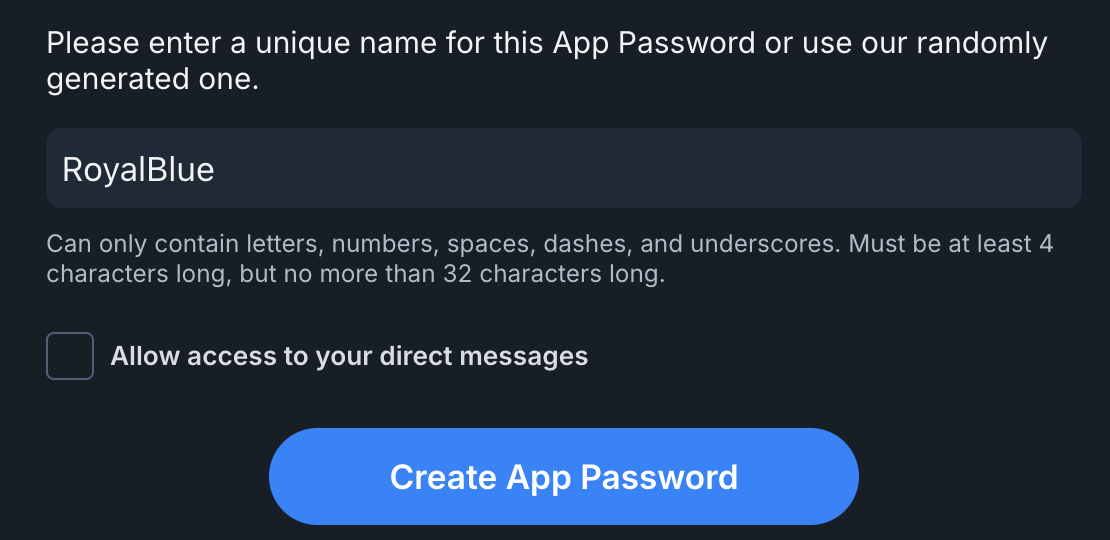 Please enter a unique name for this App Password or use our randomly
generated one.
RoyalBlue
Can only contain letters, numbers, spaces, dashes, and underscores. Must be at least 4
characters long, but no more than 32 characters long.
Allow access to your direct messages
Create App Password